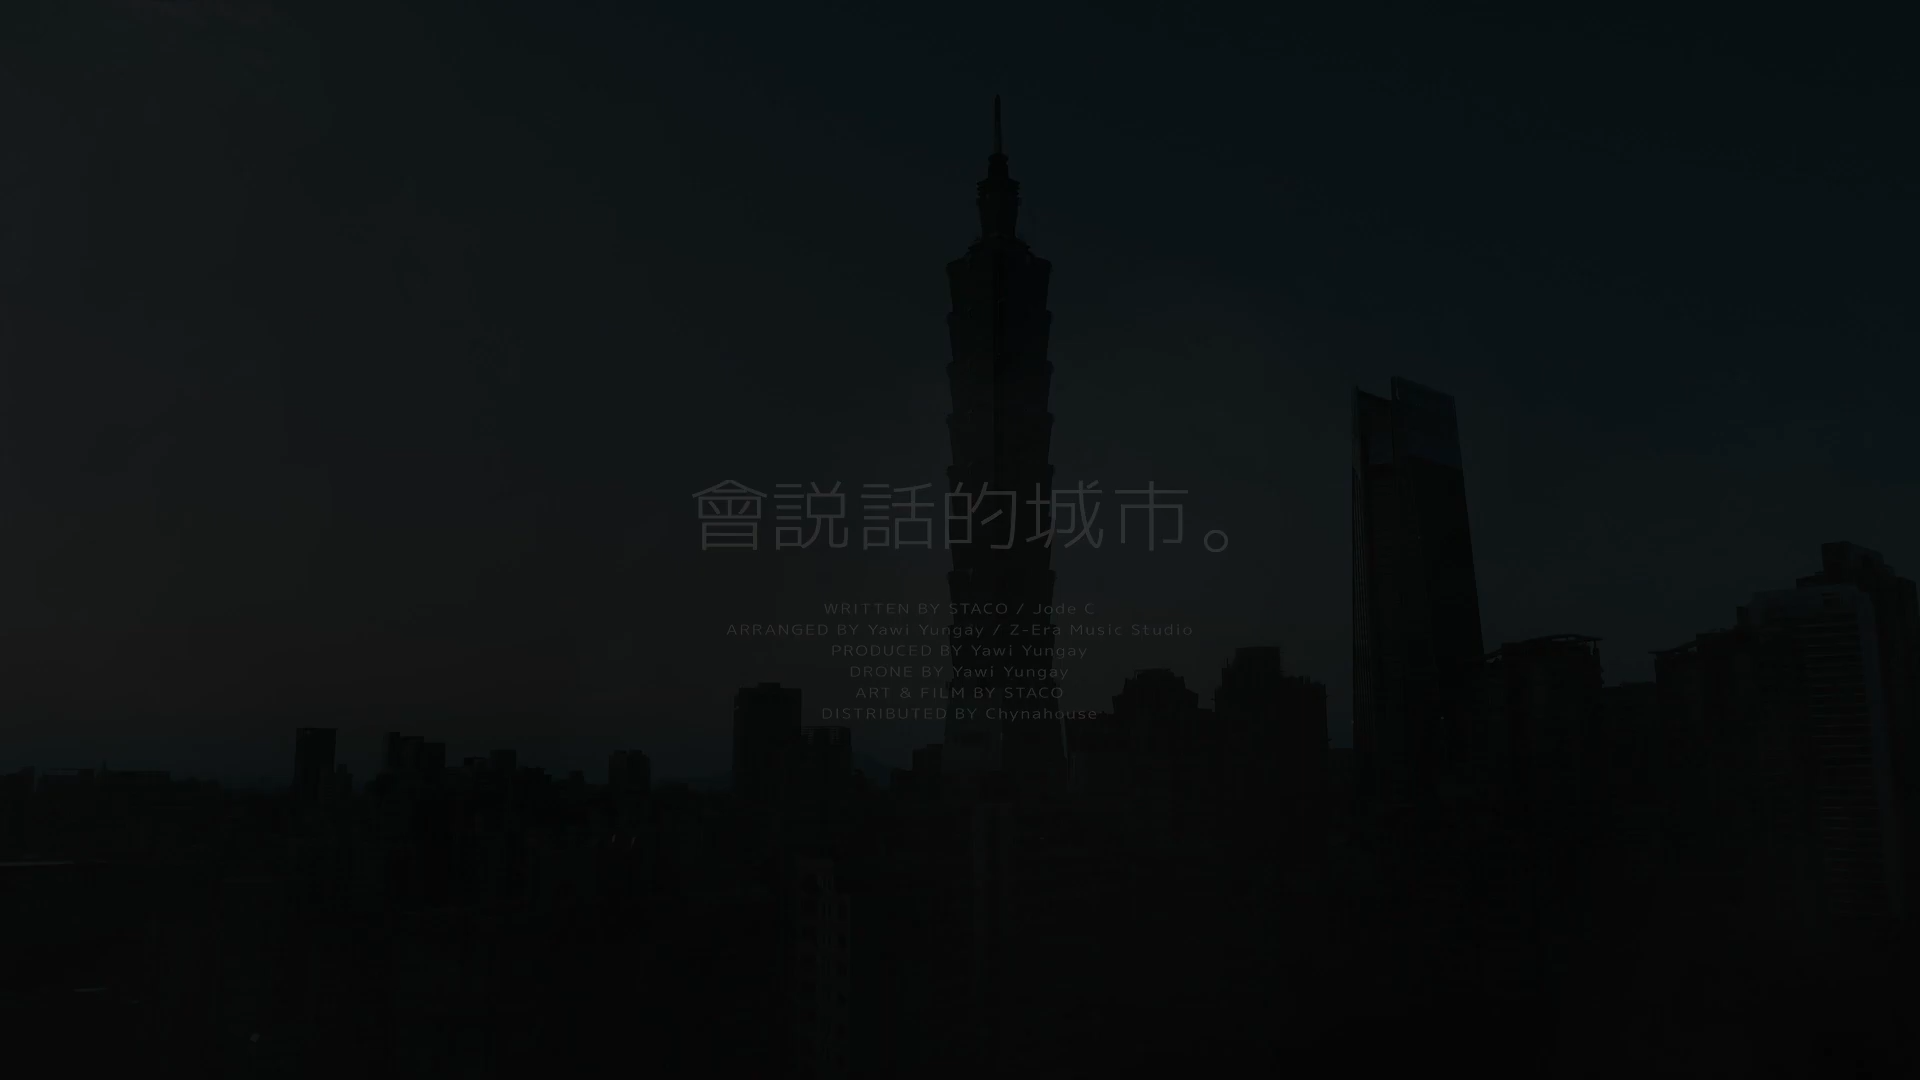 會説話的城市。
WRITTEN BY STACO / Jode C
ARRANGED BY Yawi Yungay / Z-Era Music Studio
PRODUCED BY Yawi Yungay
DRONE BY Yawi Yungay
ART & FILM BY STACO
DISTRIBUTED BY Chynahouse